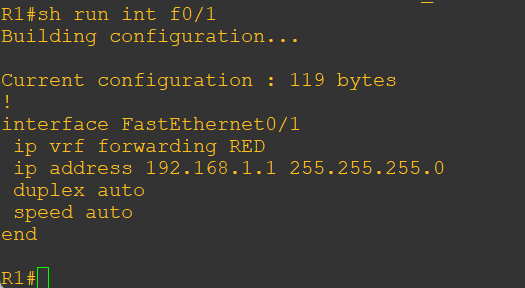 R1#sh run int f0/1
Building configuration...
Current configuration : 119 bytes
!
interface FastEthernet0/1
 ip vrf forwarding RED
 ip address 192.168.1.1 255.255.255.0
 duplex auto
 speed auto
end
R1#